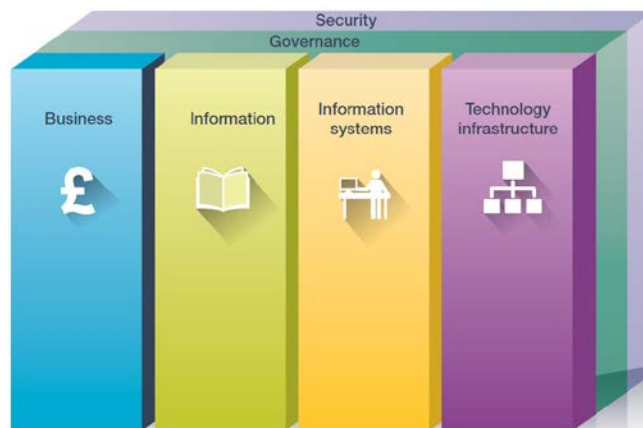 Security
Governance
Business
Information
Information
systems
Technology
infrastructure
£